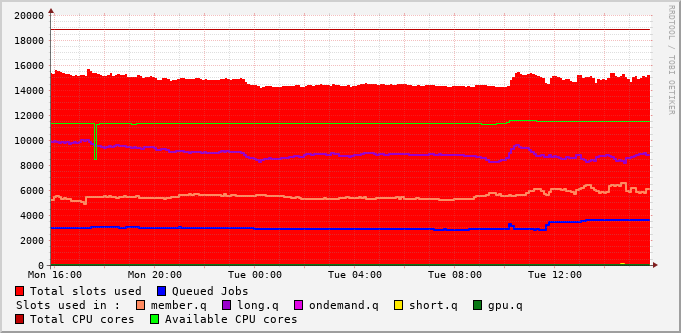 20000
18000
16000
14000
12000
10000
8000
6000
4000
2000
0
Mon 16:00 Mon 20:00 Tue 00:00 Tue 04:00 Tue 08:00 Tue 12:00
RRDTOOL / TOBI OETIKER
Total slots used Queued Jobs
Slots used in : member.q long.q ondemand.q short.q gpu.q
Total CPU cores Available CPU cores